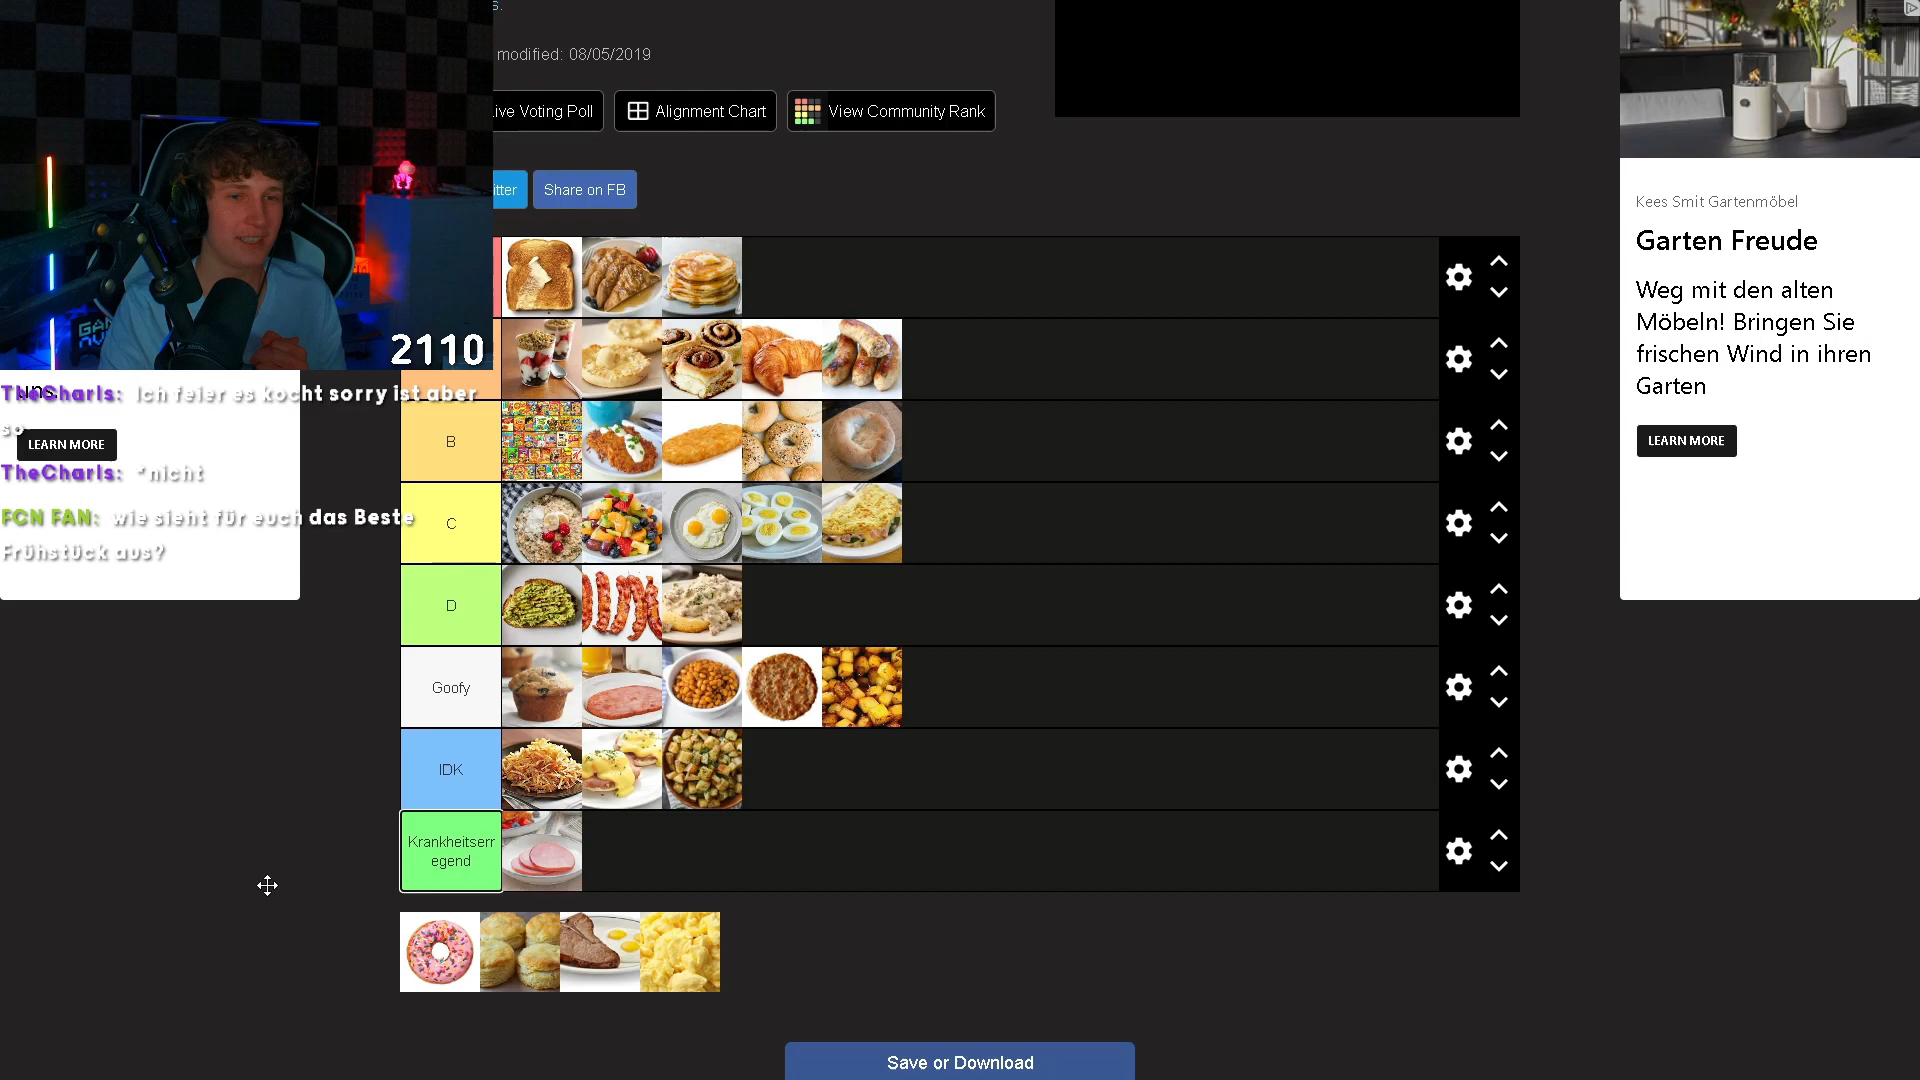 s.
modified: 08/05/2019
ive Voting Poll
Alignment Chart
View Community Rank
itter
Share on FB
2110
uns.
TheCharls: Ich feier es kocht sorry ist aber
so
LEARN MORE
TheCharls: *nicht
FCN FAN: wie sieht für euch das Beste
Frühstück aus?
B
C
D
Goofy
IDK
Krankheitserr
egend
Save or Download
Kees Smit Gartenmöbel
Garten Freude
Weg mit den alten
Möbeln! Bringen Sie
frischen Wind in ihren
Garten
LEARN MORE